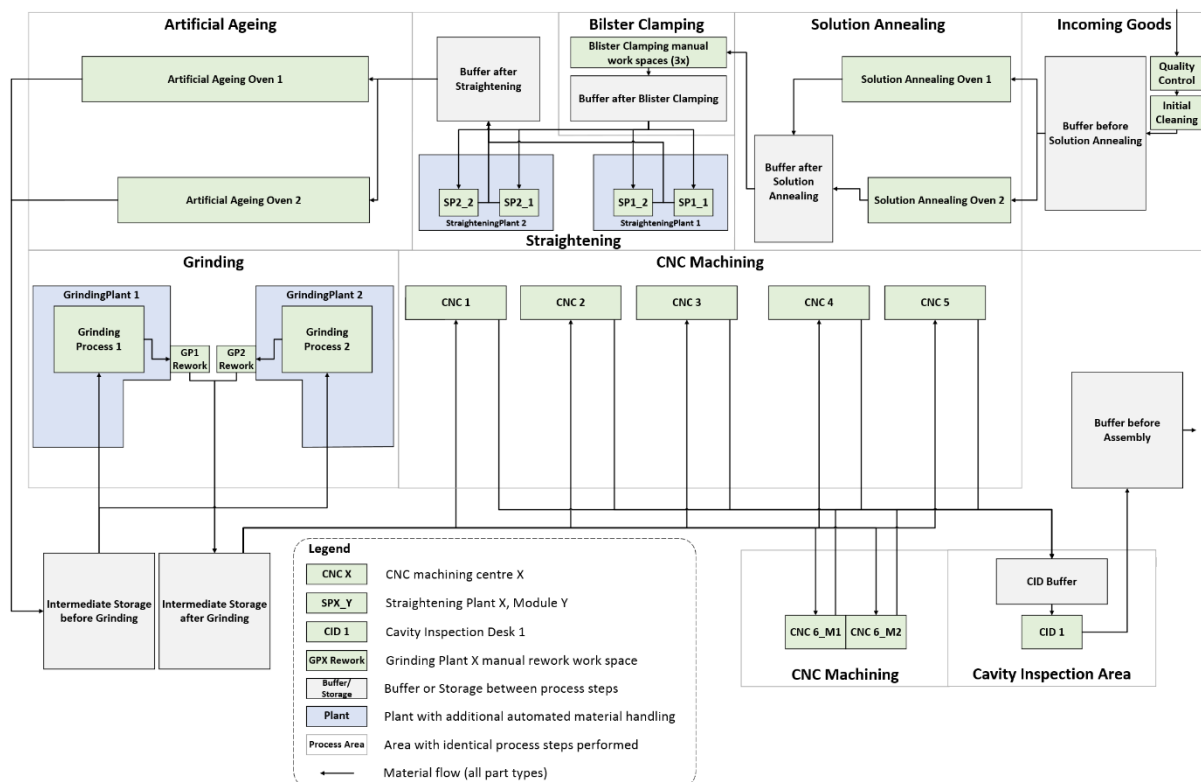 Artificial Ageing
Bilster Clamping
Solution Annealing
Incoming Goods
Artificial Ageing Oven 1
Buffer after
Straightening
Blister Clamping manual
work spaces (3x)
Buffer after Blister Clamping
Solution Annealing Oven 1
Quality
Control
Initial
Cleaning
Buffer before
Solution Annealing
Buffer after
Solution
Annealing
Artificial Ageing Oven 2
SP2_2
SP2_1
StraighteningPlant 2
SP1_2
SP1_1
StraighteningPlant 1
Solution Annealing Oven 2
Straightening
Grinding
CNC Machining
GrindingPlant 1
GrindingPlant 2
Grinding
Process 1
GP1
Rework
GP2
Rework
Grinding
Process 2
CNC 1
CNC 2
CNC 3
CNC 4
CNC 5
Buffer before
Assembly
Intermediate Storage
before Grinding
Intermediate Storage
after Grinding
Legend
CNC X
CNC machining centre X
SPX_Y
Straightening Plant X, Module Y
CID 1
Cavity Inspection Desk 1
GPX Rework
Grinding Plant X manual rework work space
Buffer/
Storage
Buffer or Storage between process steps
Plant
Plant with additional automated material handling
Process Area
Area with identical process steps performed
Material flow (all part types)
CNC 6_M1
CNC 6_M2
CNC Machining
CID Buffer
CID 1
Cavity Inspection Area